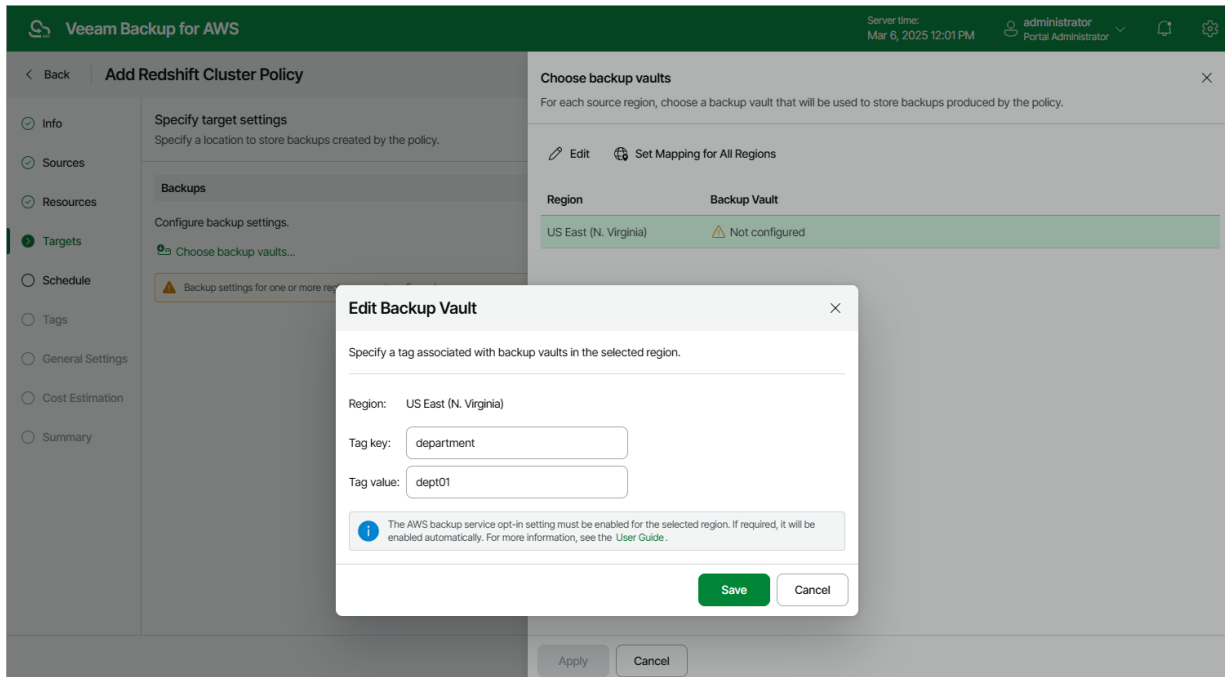 Veeam Backup for AWS
Server time:
Mar 6, 2025 12:01 PM
administrator
Portal Administrator
Back
Add Redshift Cluster Policy
Info
Sources
Resources
Targets
Schedule
Tags
General Settings
Cost Estimation
Summary
Specify target settings
Specify a location to store backups created by the policy.
Backups
Configure backup settings.
Choose backup vaults...
Backup settings for one or more
Choose backup vaults
For each source region, choose a backup vault that will be used to store backups produced by the policy.
Edit
Set Mapping for All Regions
Region Backup Vault
US East (N. Virginia) Not configured
Edit Backup Vault
Specify a tag associated with backup vaults in the selected region.
Region: US East (N. Virginia)
Tag key: department
Tag value: dept01
The AWS backup service opt-in setting must be enabled for the selected region. If required, it will be
enabled automatically. For more information, see the User Guide.
Save
Cancel
Apply
Cancel